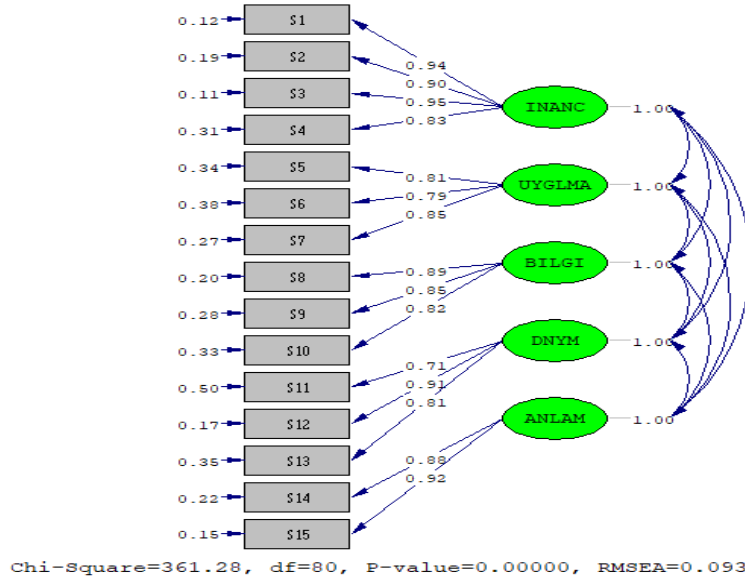 0.12 S1
0.94
0.19 S2
0.90
0.11 S3
0.95
INANC 1.00
0.31 S4
0.83
0.34 S5
0.81
UYGLMA 1.00
0.38 S6
0.79
0.27 S7
0.85
BILGI 1.00
0.20 S8
0.89
0.28 S9
0.85
0.82
0.33 S10
DNYM 1.00
0.71
0.50 S11
0.91
0.81
0.17 S12
ANLAM 1.00
0.35 S13
0.88
0.92
0.22 S14
0.15 S15
Chi-Square=361.28, df=80, P-value=0.00000, RMSEA=0.093